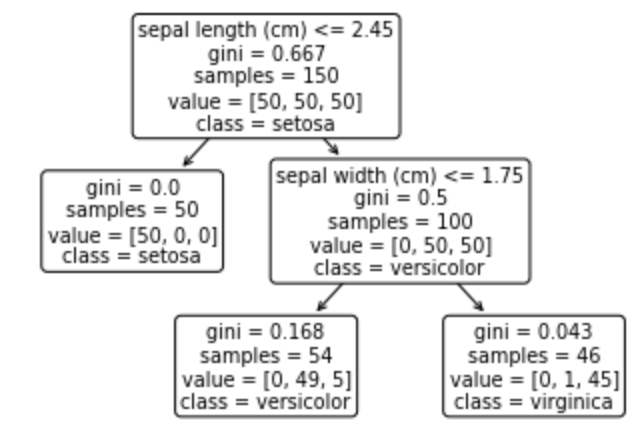 sepal length (cm) <= 2.45
gini = 0.667
samples = 150
value = [50, 50, 50]
class = setosa
gini = 0.0
samples = 50
value = [50, 0, 0]
class = setosa
sepal width (cm) <= 1.75
gini = 0.5
samples = 100
value = [0, 50, 50]
class = versicolor
gini = 0.168
samples = 54
value = [0, 49, 5]
class = versicolor
gini = 0.043
samples = 46
value = [0, 1, 45]
class = virginica